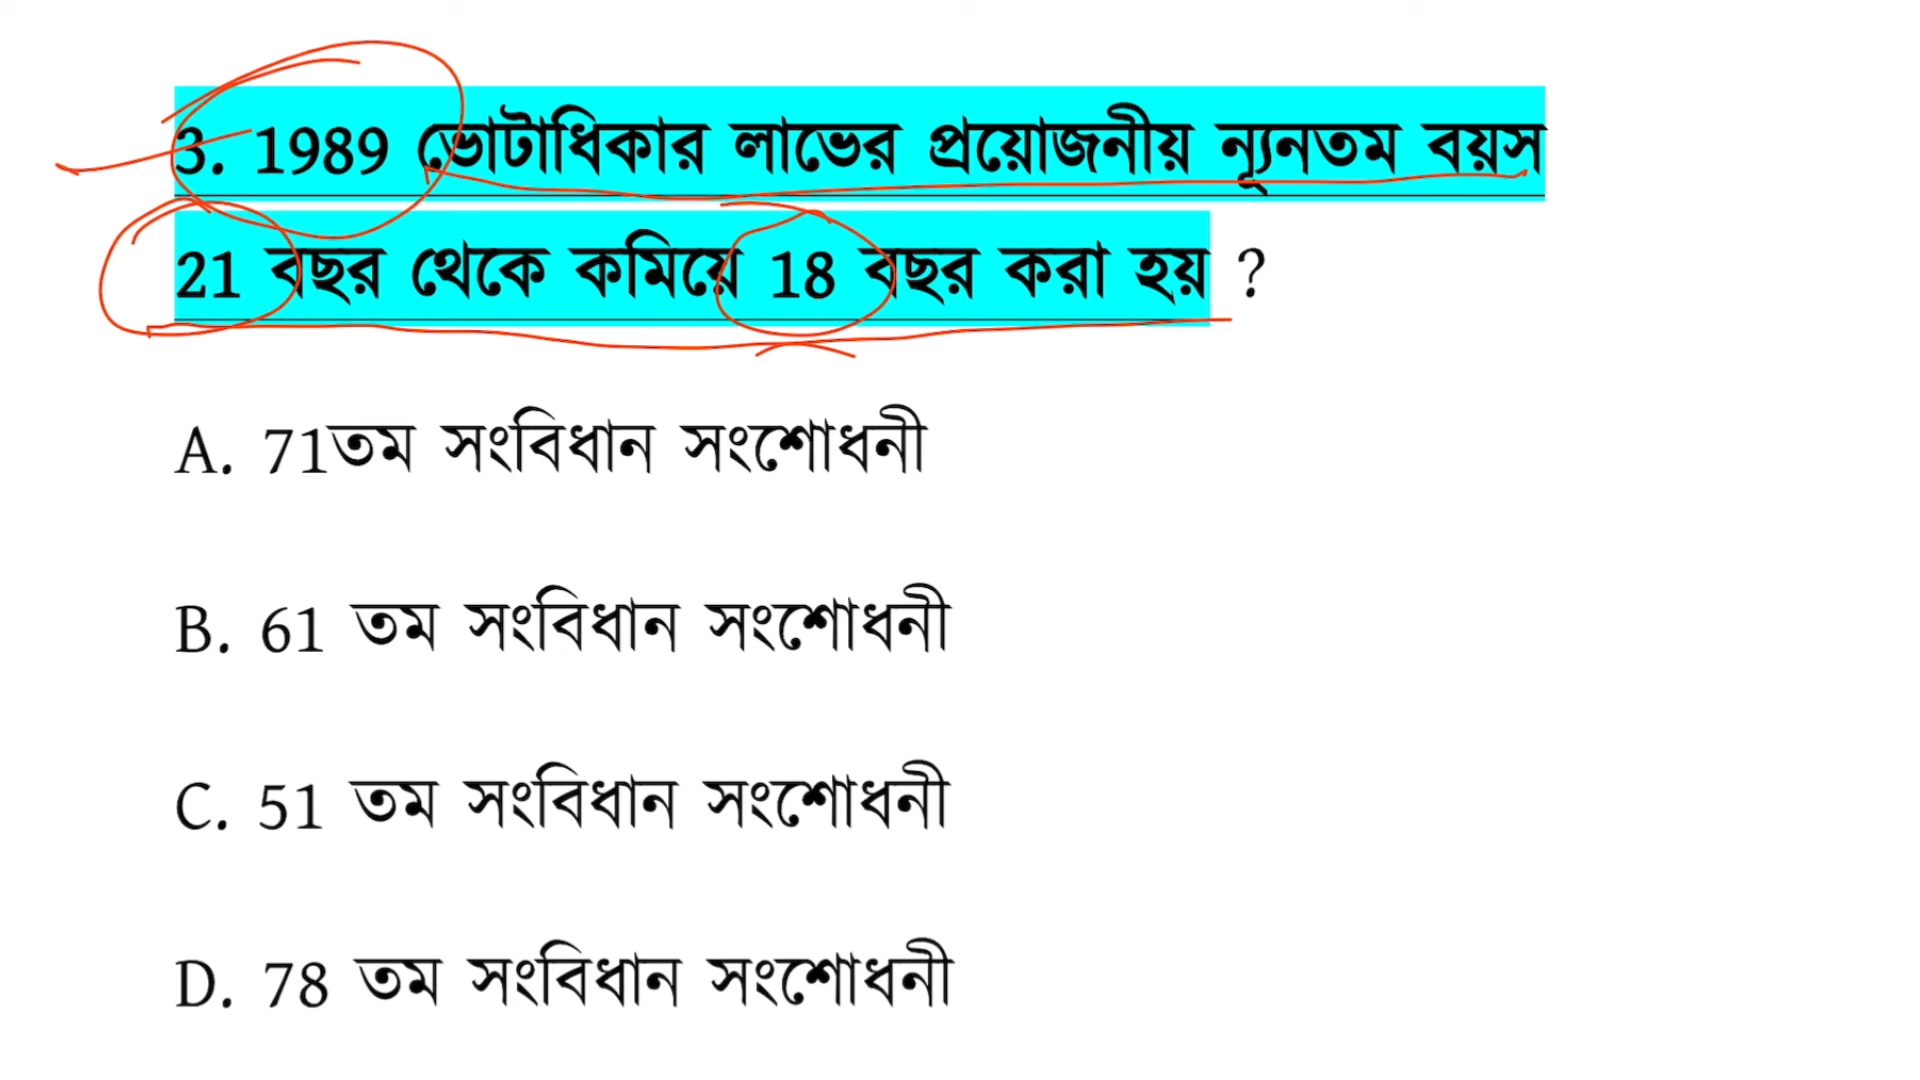 3. 1989 ভোটাধিকার লাভের প্রয়োজনীয় ন্যূনতম বয়স
21 বছর থেকে কমিয়ে 18 বছর করা হয় ?
A. 71তম সংবিধান সংশোধনী
B. 61 তম সংবিধান সংশোধনী
C. 51 তম সংবিধান সংশোধনী
D. 78 তম সংবিধান সংশোধনী